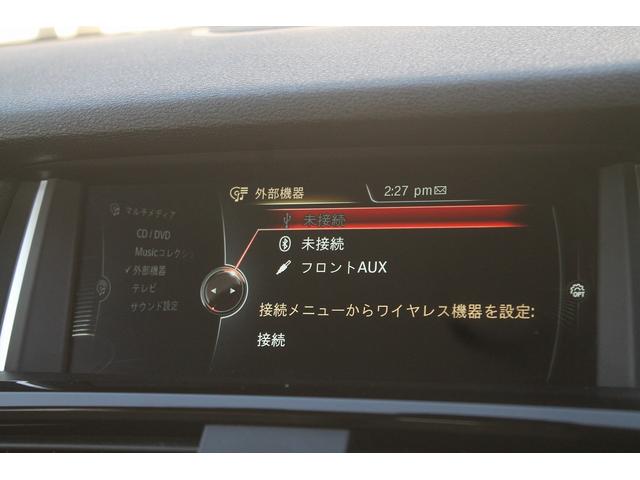 外部機器
2:27 pm
マルチメディア
CD / DVD
Musicコレクシ
✓外部機器
テレビ
サウンド設定
未接続
未接続
フロントAUX
接続メニューからワイヤレス機器を設定:
接続
OPT